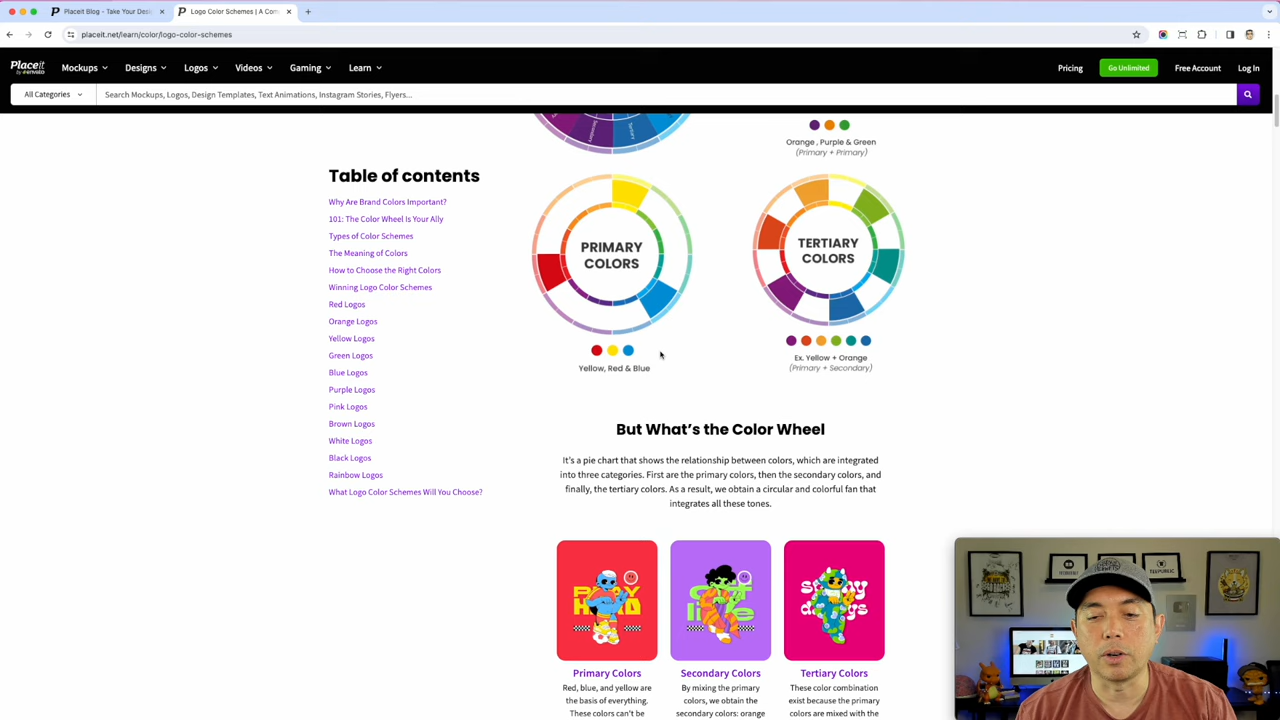 Placeit Blog - Take Your Desi
Logo Color Schemes | A Com
placeit.net/learn/color/logo-color-schemes
Placeit
by envato
Mockups
Designs
Logos
Videos
Gaming
Learn
Pricing
Go Unlimited
Free Account
Log In
All Categories
Search Mockups, Logos, Design Templates, Text Animations, Instagram Stories, Flyers...
Secondary
Tertiary
Orange , Purple & Green
(Primary + Primary)
Table of contents
Why Are Brand Colors Important?
101: The Color Wheel Is Your Ally
Types of Color Schemes
The Meaning of Colors
How to Choose the Right Colors
Winning Logo Color Schemes
Red Logos
Orange Logos
Yellow Logos
Green Logos
Blue Logos
Purple Logos
Pink Logos
Brown Logos
White Logos
Black Logos
Rainbow Logos
What Logo Color Schemes Will You Choose?
PRIMARY
COLORS
Yellow, Red & Blue
TERTIARY
COLORS
Ex. Yellow + Orange
(Primary + Secondary)
But What's the Color Wheel
It's a pie chart that shows the relationship between colors, which are integrated
into three categories. First are the primary colors, then the secondary colors, and
finally, the tertiary colors. As a result, we obtain a circular and colorful fan that
integrates all these tones.
Primary Colors
Red, blue, and yellow are
the basis of everything.
These colors can't be
Secondary Colors
By mixing the primary
colors, we obtain the
secondary colors: orange
Tertiary Colors
These color combination
exist because the primary
colors are mixed with the